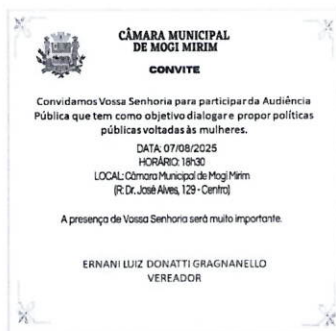 CÂMARA MUNICIPAL
DE MOGI MIRIM
CONVITE
Convidamos Vossa Senhoria para participar da Audiência
Pública que tem como objetivo dialogar e propor políticas
públicas voltadas às mulheres.
DATA: 07/08/2025
HORÁRIO: 18h30
LOCAL: Câmara Municipal de Mogi Mirim
(R: Dr. José Alves, 129 - Centro)
A presença de Vossa Senhoria será muito importante.
ERNANI LUIZ DONATTI GRAGNANELLO
VEREADOR